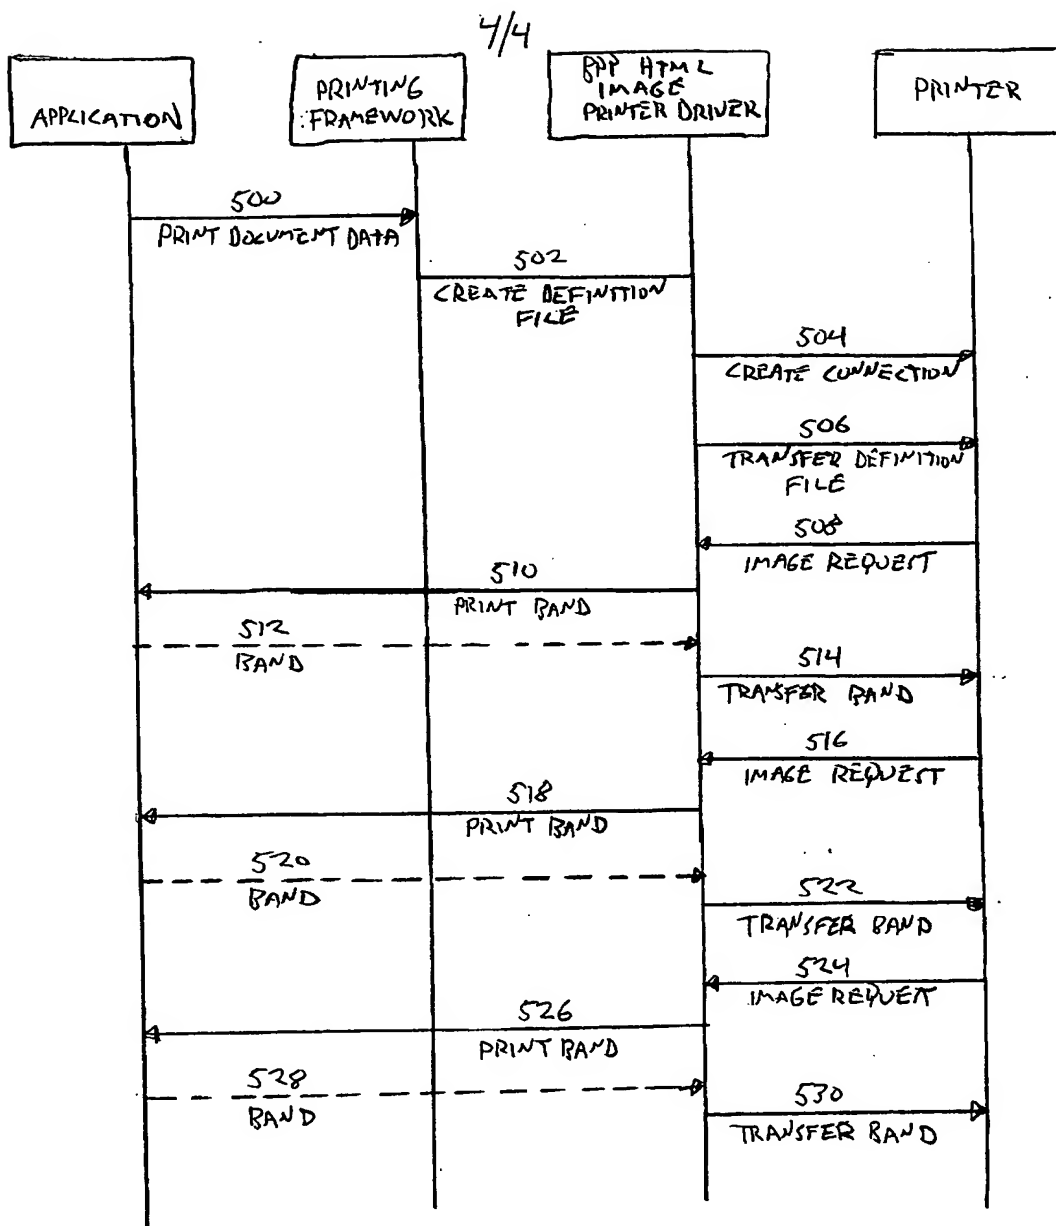 4/4
APPLICATION
PRINTING
FRAMEWORK
BPP HTML
IMAGE
PRINTER DRIVER
PRINTER
500
PRINT DOCUMENT DATA
502
CREATE DEFINITION
FILE
504
CREATE CONNECTION
506
TRANSFER DEFINITION
FILE
508
IMAGE REQUEST
510
PRINT BAND
512
BAND
514
TRANSFER BAND
516
IMAGE REQUEST
518
PRINT BAND
520
BAND
522
TRANSFER BAND
524
IMAGE REQUEST
526
PRINT BAND
528
BAND
530
TRANSFER BAND